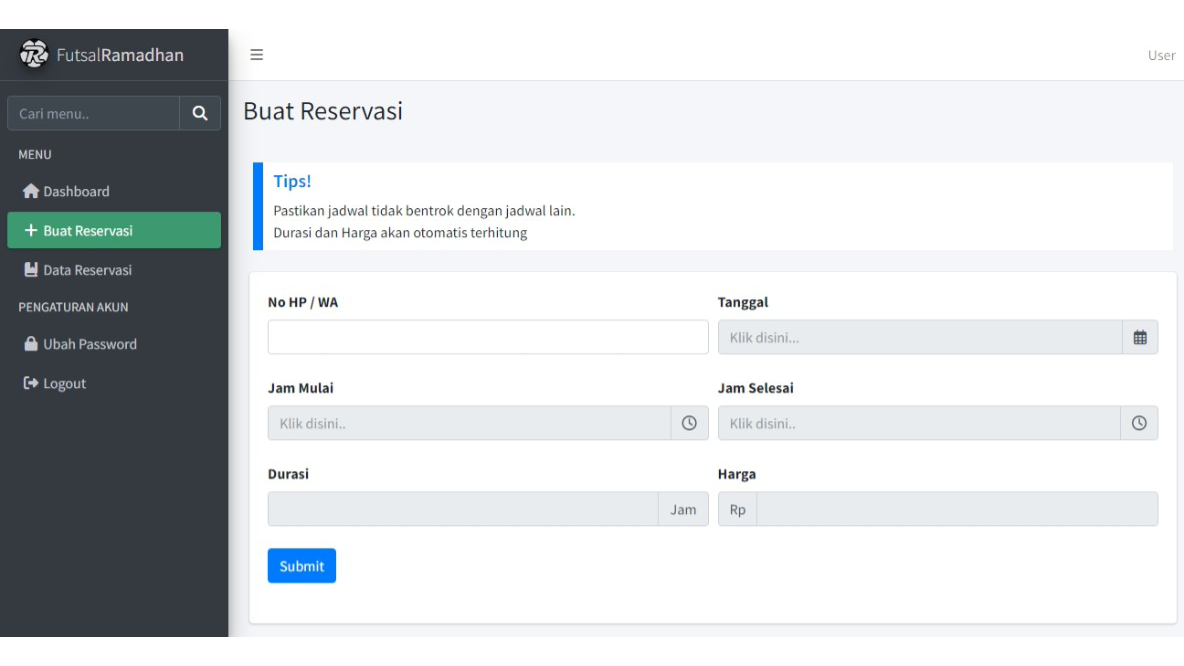 FutsalRamadhan
User
Cari menu..
MENU
Dashboard
Buat Reservasi
Data Reservasi
PENGATURAN AKUN
Ubah Password
Logout
Buat Reservasi
Tips!
Pastikan jadwal tidak bentrok dengan jadwal lain.
Durasi dan Harga akan otomatis terhitung
No HP / WA
Tanggal
Klik disini...
Jam Mulai
Jam Selesai
Klik disini..
Klik disini..
Durasi
Harga
Jam
Rp
Submit